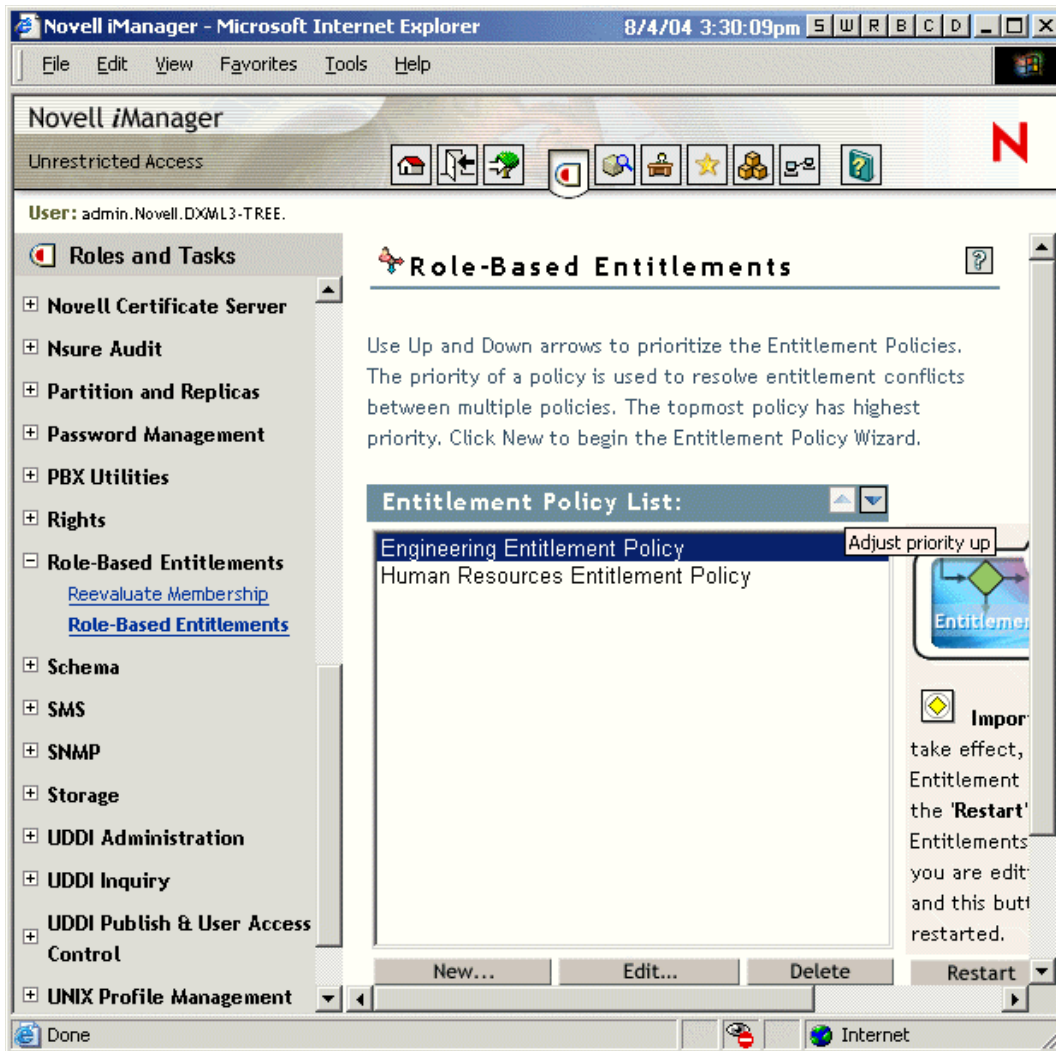 Novell iManager - Microsoft Internet Explorer 8/4/04 3:30:09pm S W R B C D
File Edit View Favorites Tools Help
Novell iManager
Unrestricted Access
N
User: admin.Novell.DXML3-TREE.
Roles and Tasks
Novell Certificate Server
Nsure Audit
Partition and Replicas
Password Management
PBX Utilities
Rights
Role-Based Entitlements
Reevaluate Membership
Role-Based Entitlements
Schema
SMS
SNMP
Storage
UDDI Administration
UDDI Inquiry
UDDI Publish & User Access
Control
UNIX Profile Management
Role-Based Entitlements
?
Use Up and Down arrows to prioritize the Entitlement Policies.
The priority of a policy is used to resolve entitlement conflicts
between multiple policies. The topmost policy has highest
priority. Click New to begin the Entitlement Policy Wizard.
Entitlement Policy List:
Adjust priority up
Engineering Entitlement Policy
Human Resources Entitlement Policy
New... Edit... Delete
Entitleme
Impor
take effect,
Entitlement
the 'Restart'
Entitlements
you are edit
and this but
restarted.
Restart
Done
Internet